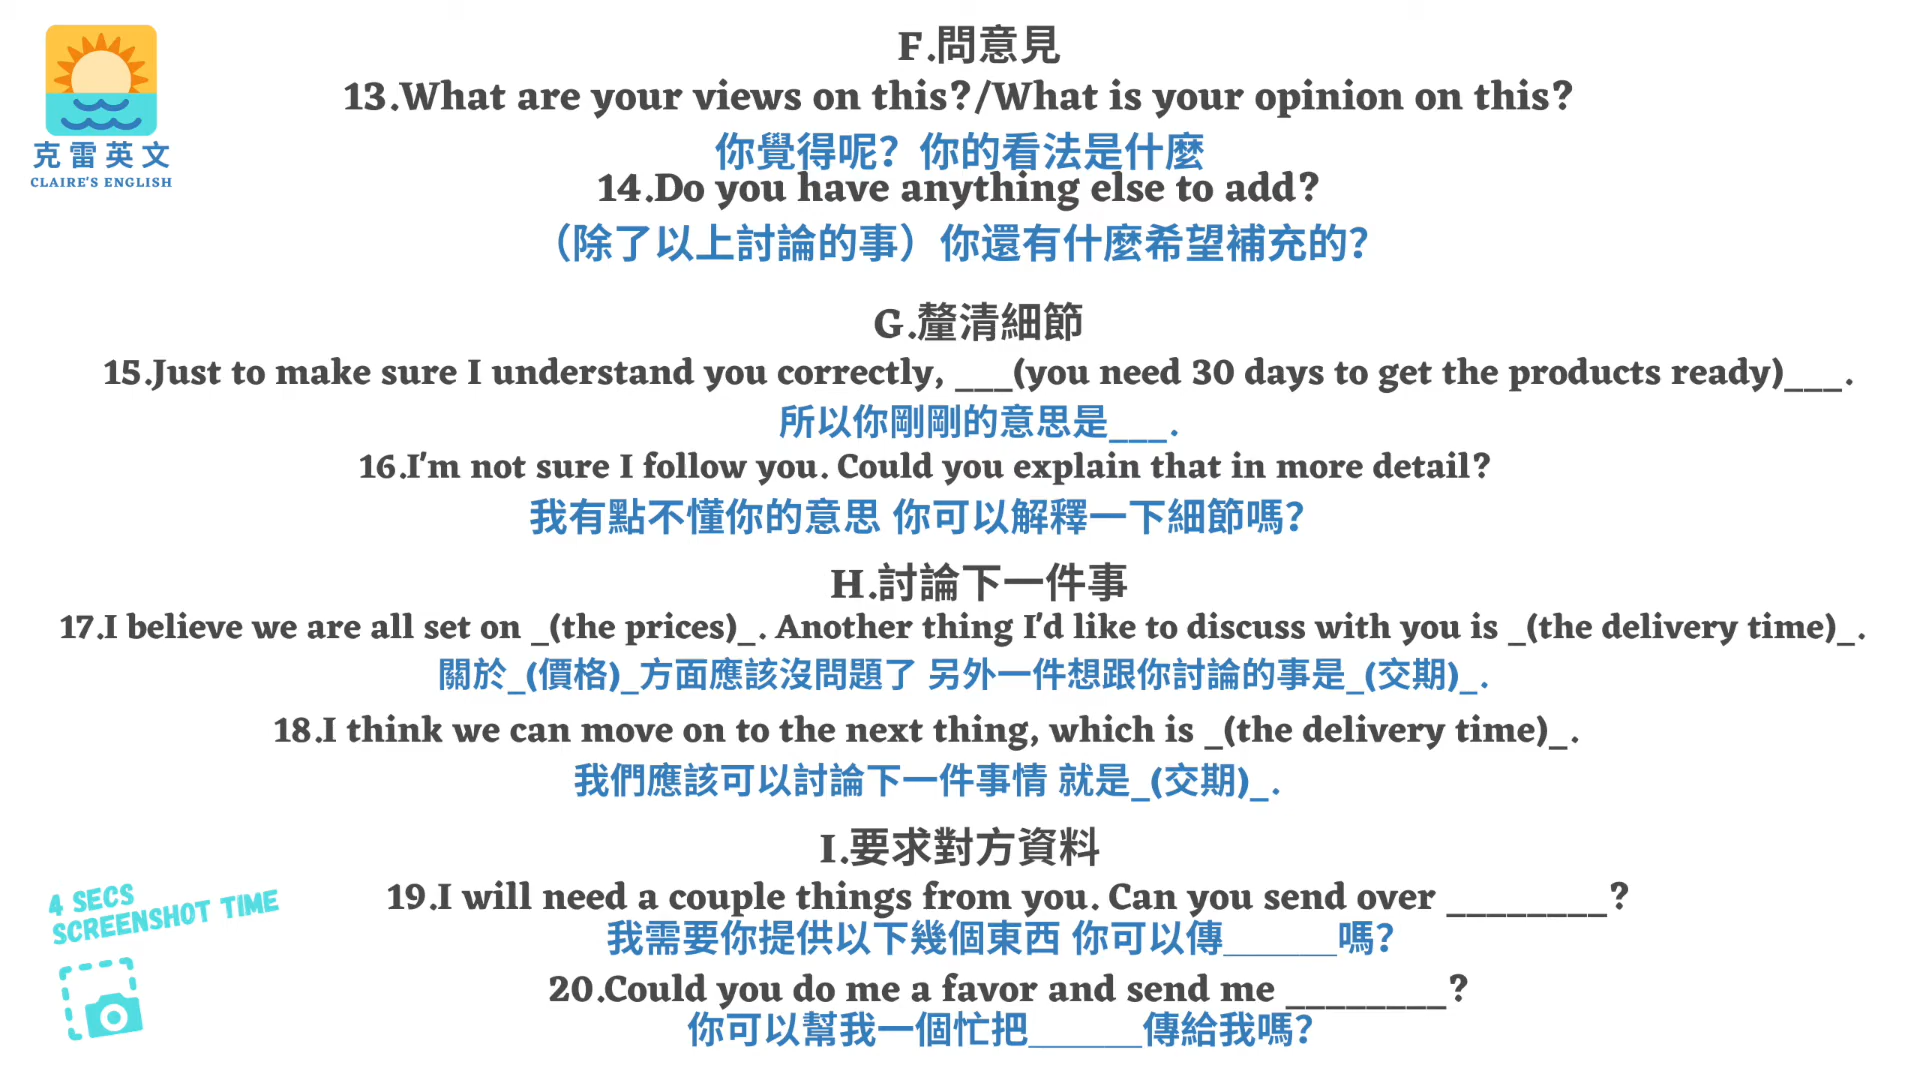 克雷英文
CLAIRE'S ENGLISH
F.問意見
13.What are your views on this?/What is your opinion on this?
你覺得呢? 你的看法是什麼
14.Do you have anything else to add?
（除了以上討論的事）你還有什麼希望補充的?
G.釐清細節
15.Just to make sure I understand you correctly, ___(you need 30 days to get the products ready)___.
所以你剛剛的意思是___.
16.I'm not sure I follow you. Could you explain that in more detail?
我有點不懂你的意思 你可以解釋一下細節嗎?
H.討論下一件事
17.I believe we are all set on _(the prices)_. Another thing I'd like to discuss with you is _(the delivery time)_.
關於_(價格)_方面應該沒問題了 另外一件想跟你討論的事是_(交期)_.
18.I think we can move on to the next thing, which is _(the delivery time)_.
我們應該可以討論下一件事情 就是_(交期)_.
I.要求對方資料
19.I will need a couple things from you. Can you send over ________?
我需要你提供以下幾個東西 你可以傳______嗎?
20.Could you do me a favor and send me ________?
你可以幫我一個忙把______傳給我嗎?
4 SECS
SCREENSHOT TIME